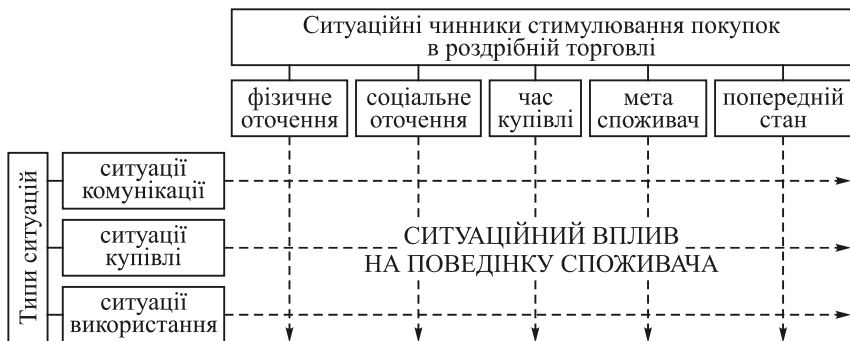 Ситуаційні чинники стимулювання покупок
в роздрібній торговлі
фізичне
оточення
соціальне
оточення
час
купівлі
мета
споживач
попередній
стан
Типи ситуацій
ситуації
комунікації
ситуації
купівлі
ситуації
використання
СИТУАЦІЙНИЙ ВПЛИВ
НА ПОВЕДІНКУ СПОЖИВАЧА